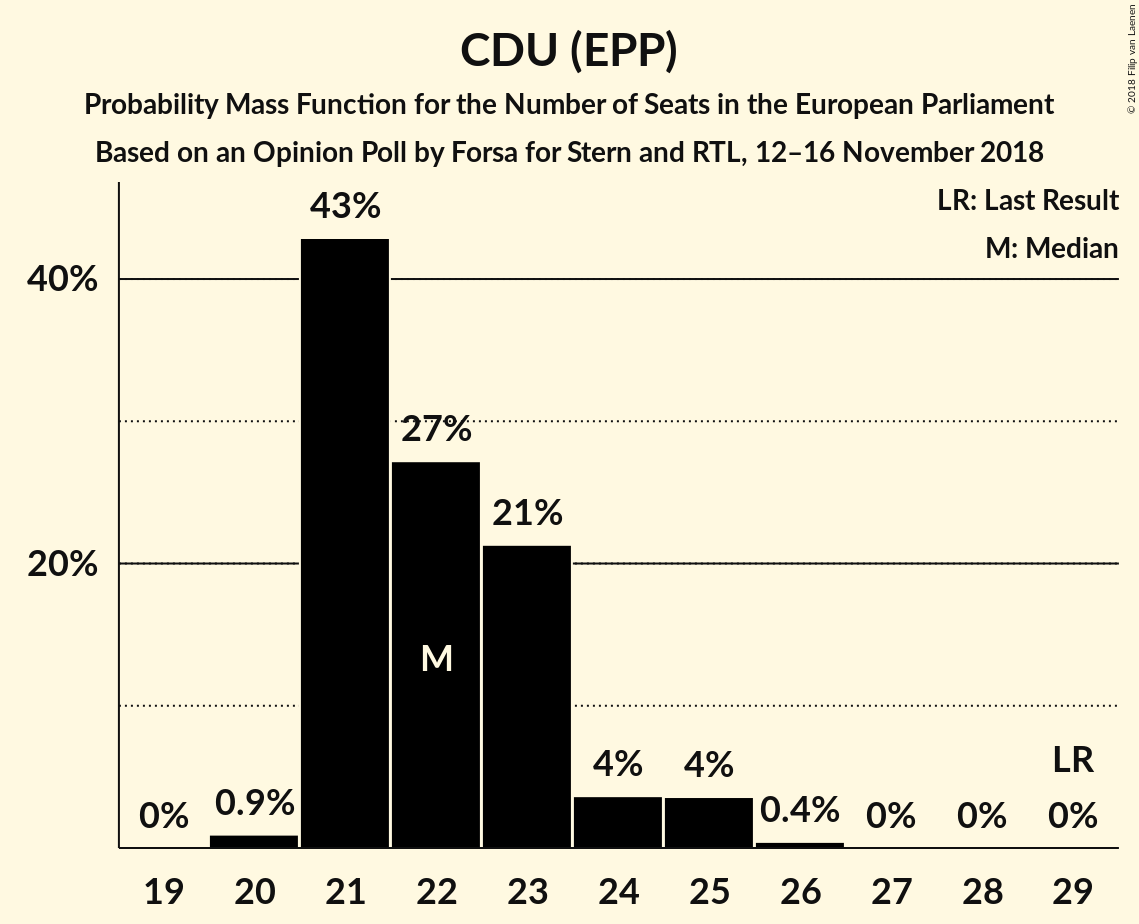 © 2018 Filip van Laenen
CDU (EPP)
Probability Mass Function for the Number of Seats in the European Parliament
Based on an Opinion Poll by Forsa for Stern and RTL, 12–16 November 2018
LR: Last Result
M: Median
43%
40%
27%
21%
20%
M
4%
4%
LR
0%
0.9%
0.4%
0%
0%
0%
19 20 21 22 23 24 25 26 27 28 29